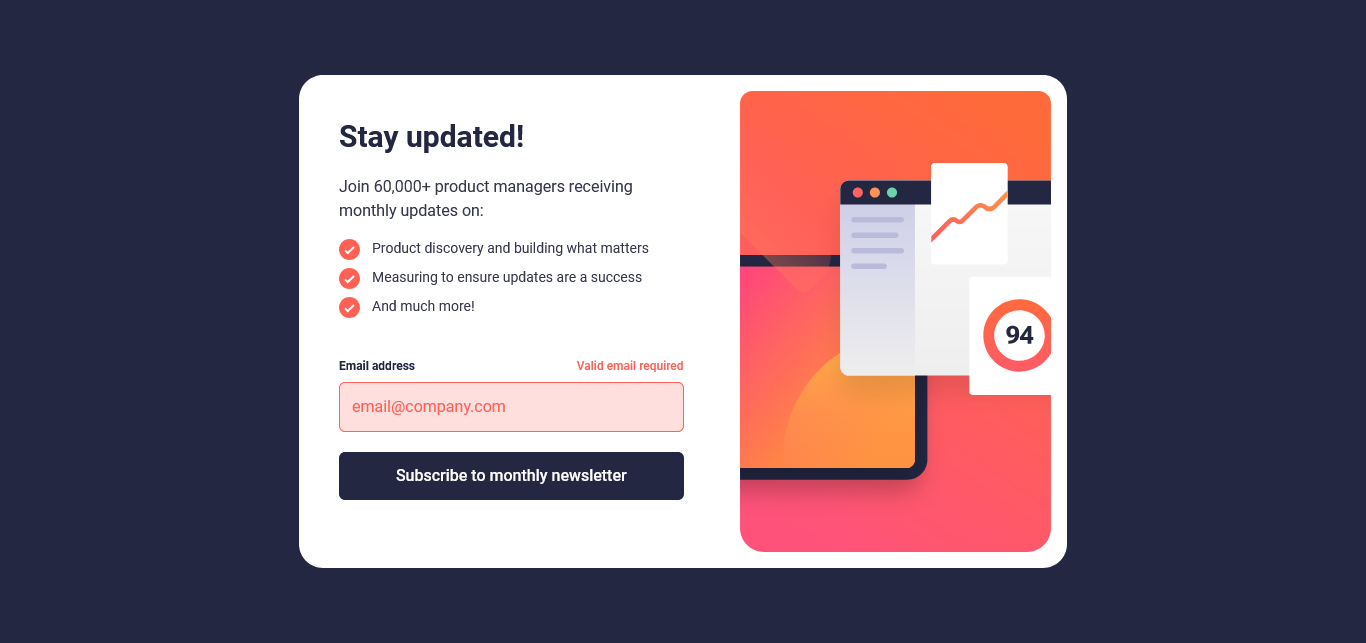 Stay updated!
Join 60,000+ product managers receiving
monthly updates on:
Product discovery and building what matters
Measuring to ensure updates are a success
And much more!
Email address
Valid email required
email@company.com
Subscribe to monthly newsletter
94